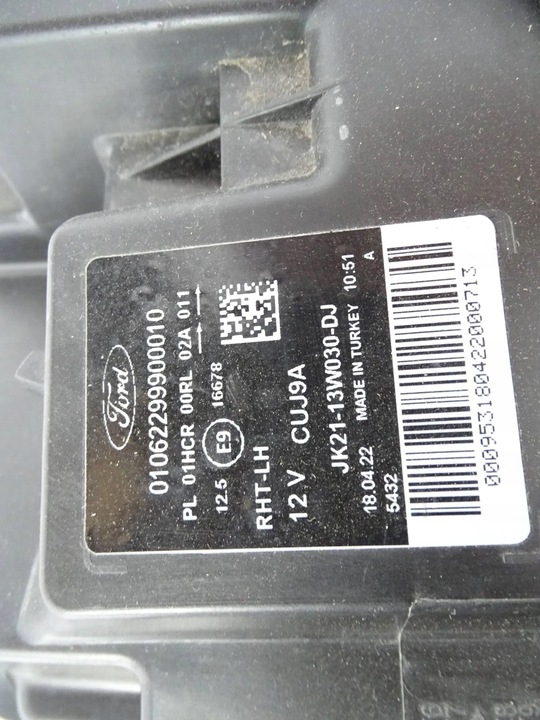 Ford
01062299900010
PL 01HCR 00RL 02A 011
12.5 E9 16678
RHT-LH
12 V CUJ9A
JK21-13W030-DJ
18.04.22 MADE IN TURKEY 10:51
5432 A
000953180422000713